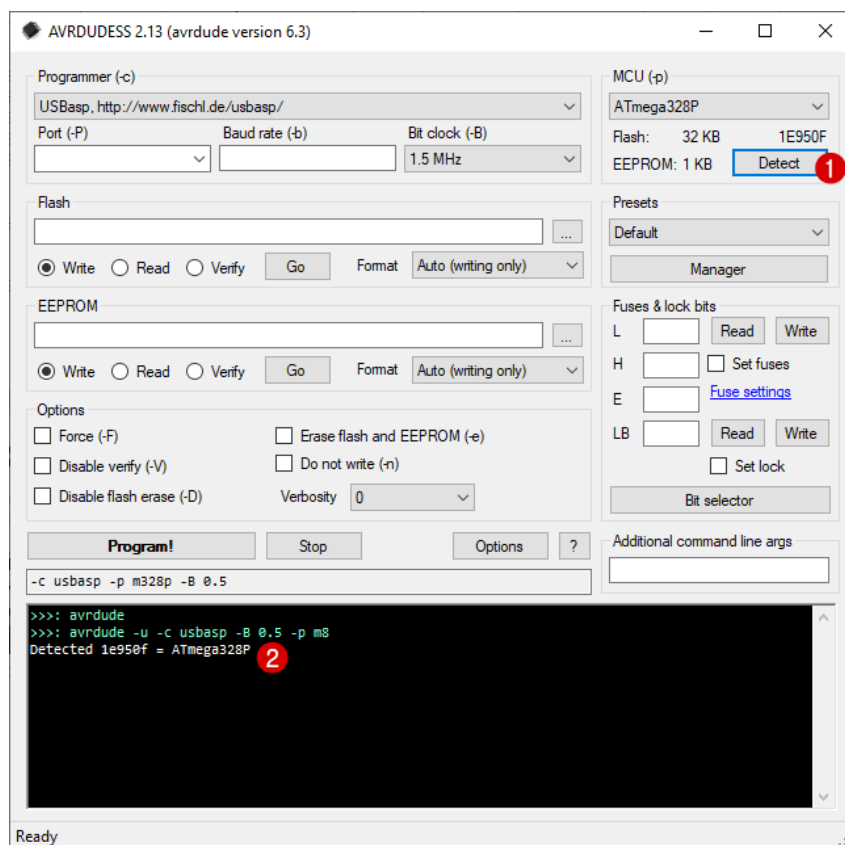 AVRDUDESS 2.13 (avrdude version 6.3)
Programmer (-c)
USBasp, http://www.fischl.de/usbasp/
Port (-P) Baud rate (-b) Bit clock (-B)
1.5 MHz
MCU (-p)
ATmega328P
Flash: 32 KB 1E950F
EEPROM: 1 KB Detect 1
Flash
...
Write Read Verify Go Format Auto (writing only)
Presets
Default
Manager
EEPROM
...
Write Read Verify Go Format Auto (writing only)
Fuses & lock bits
L Read Write
H Set fuses
E Fuse settings
LB Read Write
Set lock
Bit selector
Options
Force (-F) Erase flash and EEPROM (-e)
Disable verify (-V) Do not write (-n)
Disable flash erase (-D) Verbosity 0
Program! Stop Options ?
Additional command line args
-c usbasp -p m328p -B 0.5
>>>: avrdude
>>>: avrdude -u -c usbasp -B 0.5 -p m8
Detected 1e950f = ATmega328P 2
Ready